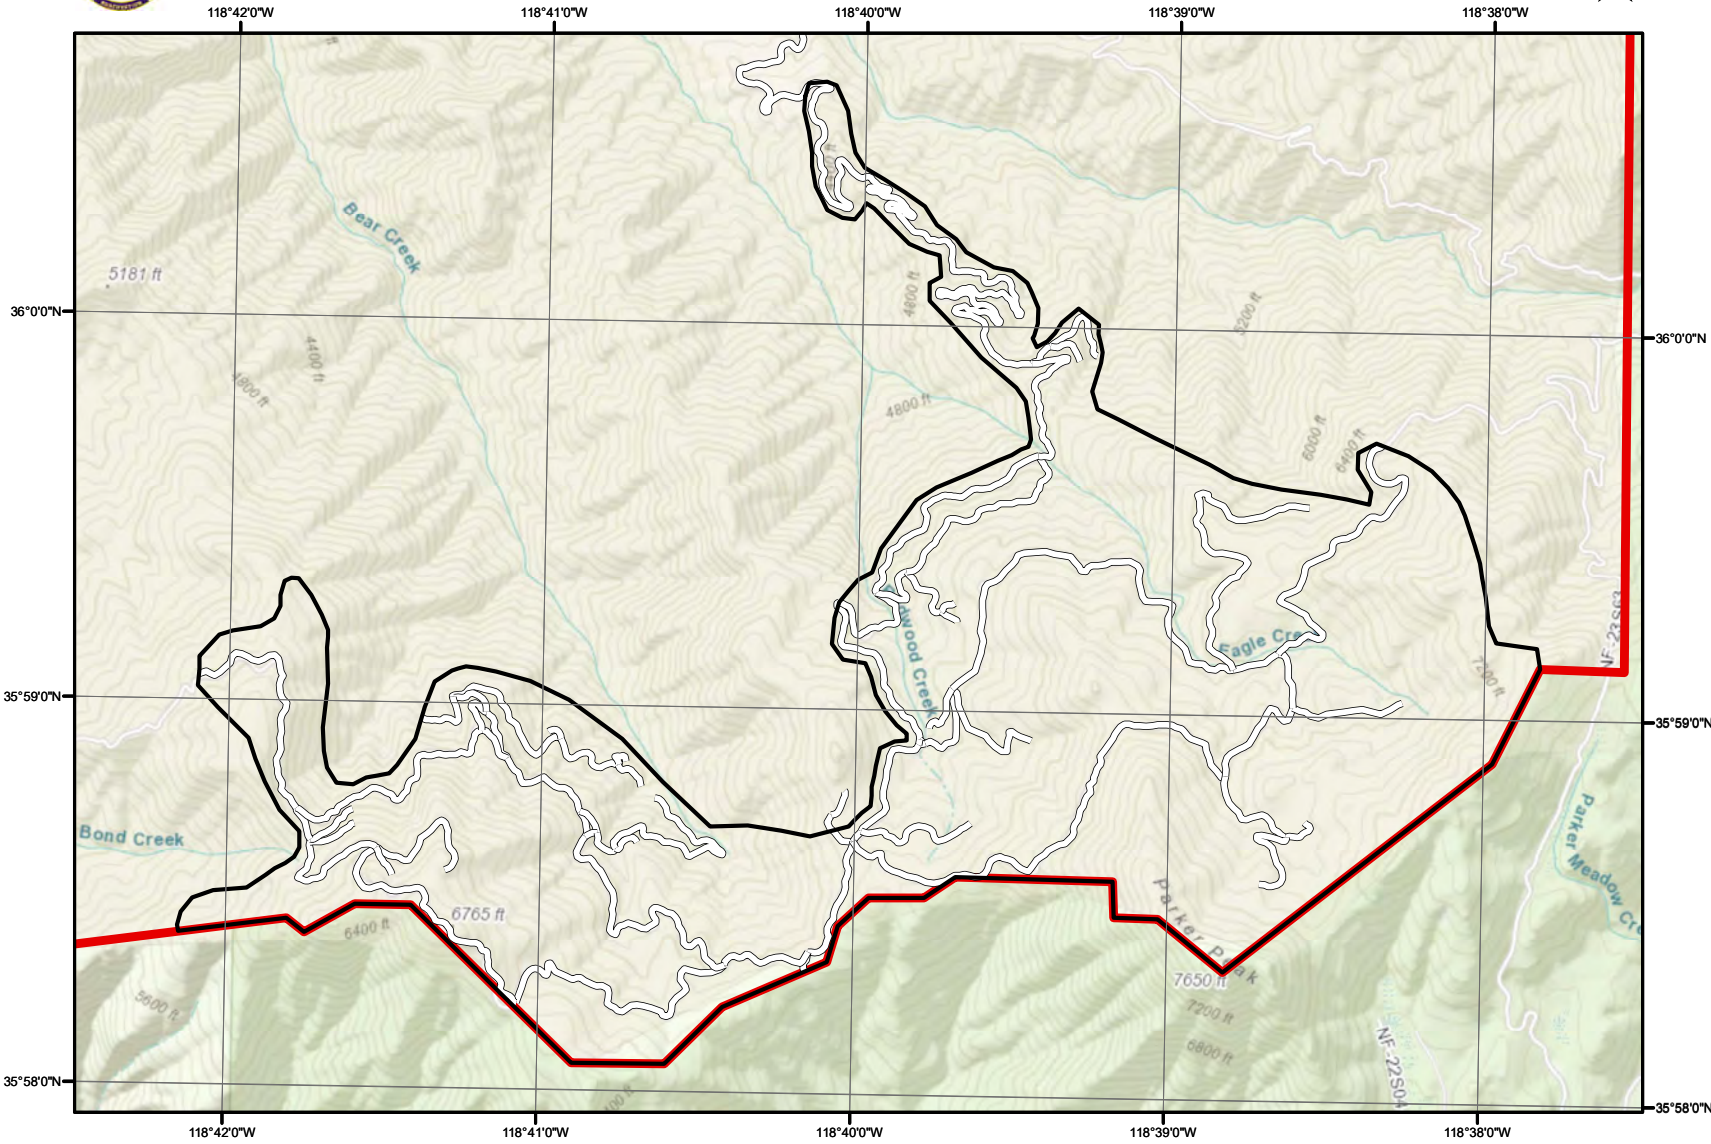 RESERVATION
118°42'0"W 118°41'0"W 118°40'0"W 118°39'0"W 118°38'0"W
Bear Creek
5181 ft
4800 ft
5200 ft
36°0'0"N
36°0'0"N
4400 ft
4800 ft
4800 ft
6000 ft
6400 ft
NF-23S63
Eagle Cre
dwood Creek
7200 ft
35°59'0"N
35°59'0"N
Bond Creek
Parker Meadow Cre
6765 ft
6400 ft
Parker Peak
7650 ft
5600 ft
7200 ft
6800 ft
NF-22S04
35°58'0"N
35°58'0"N
118°42'0"W 118°41'0"W 118°40'0"W 118°39'0"W 118°38'0"W